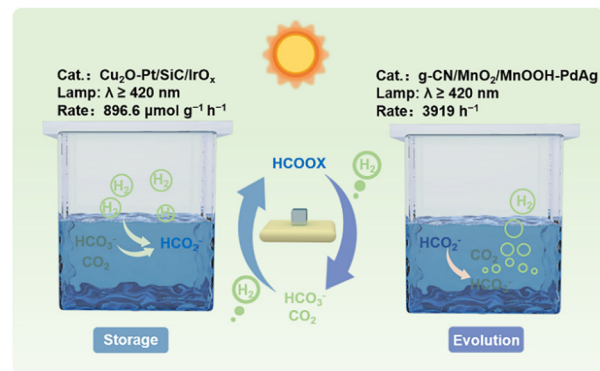 Cat.: Cu₂O-Pt/SiC/IrOₓ
Lamp: λ ≥ 420 nm
Rate: 896.6 μmol g⁻¹ h⁻¹
H₂
H₂
H₂
H
HCO₃⁻
CO₂
HCO₂⁻
Storage
HCOOX
H₂
H₂
HCO₃⁻
CO₂
Cat.: g-CN/MnO₂/MnOOH-PdAg
Lamp: λ ≥ 420 nm
Rate: 3919 h⁻¹
H₂
HCO₂⁻
CO₂
HCO₃⁻
Evolution